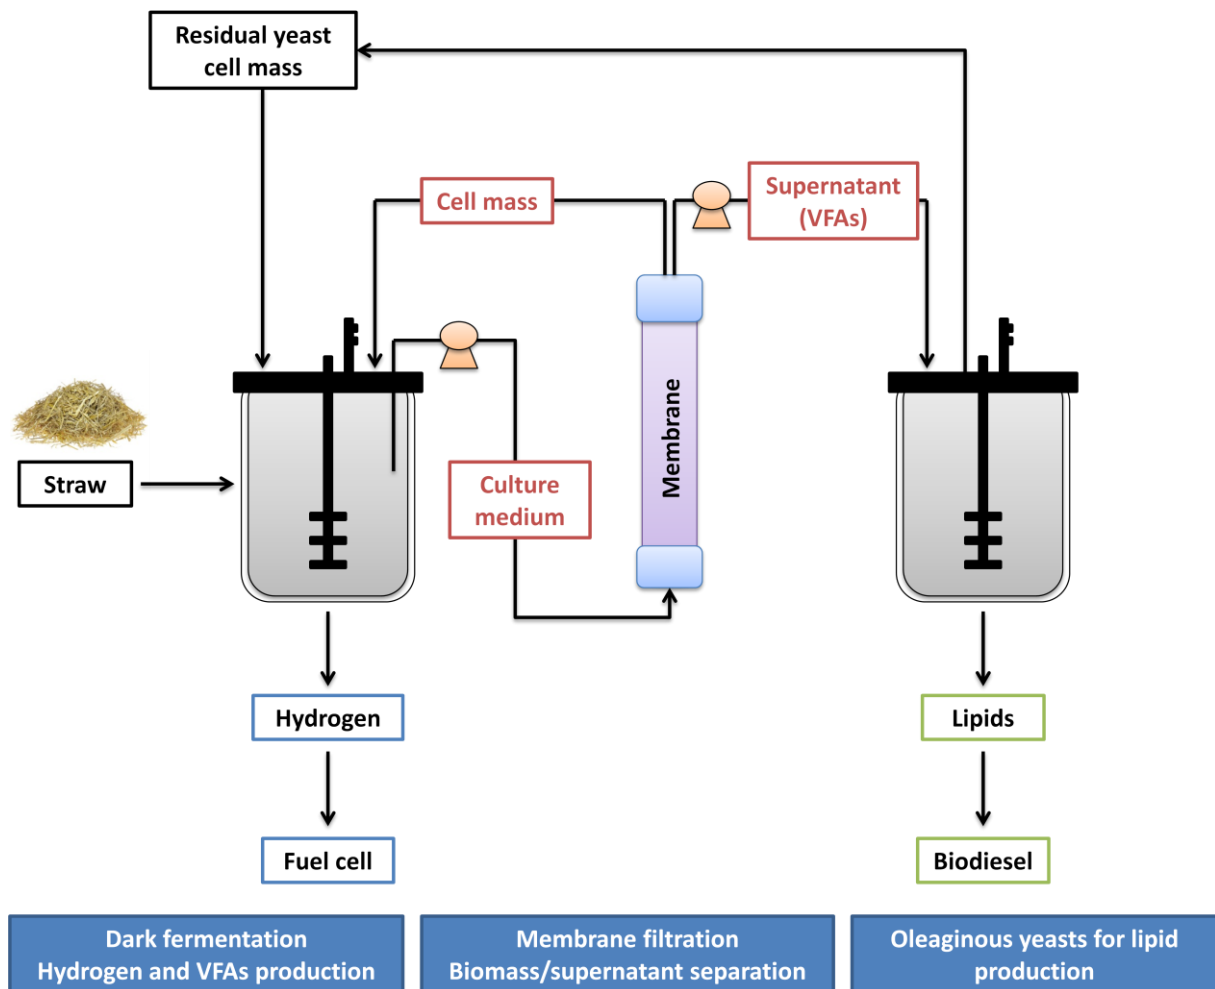 Residual yeast
cell mass
Cell mass
Supernatant
(VFAs)
Straw
Culture
medium
Membrane
Hydrogen
Lipids
Fuel cell
Biodiesel
Dark fermentation
Hydrogen and VFAs production
Membrane filtration
Biomass/supernatant separation
Oleaginous yeasts for lipid
production